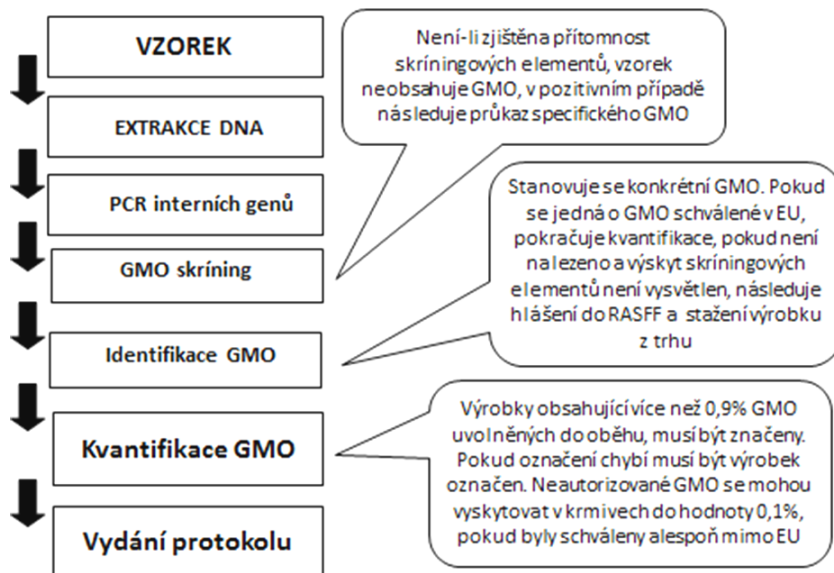 VZOREK
Není-li zjištěna přítomnost
skríningových elementů, vzorek
neobsahuje GMO, v pozitivním případě
následuje průkaz specifického GMO
EXTRAKCE DNA
PCR interních genů
GMO skríning
Stanovuje se konkrétní GMO. Pokud
se jedná o GMO schválené v EU,
pokračuje kvantifikace, pokud není
nalezeno a výskyt skríningových
elementů není vysvětlen, následuje
hlášení do RASFF a stažení výrobku
z trhu
Identifikace GMO
Kvantifikace GMO
Výrobky obsahující více než 0,9% GMO
uvolněných do oběhu, musí být značeny.
Pokud označení chybí musí být výrobek
označen. Neautorizované GMO se mohou
vyskytovat v krmivech do hodnoty 0,1%,
pokud byly schváleny alespoň mimo EU
Vydání protokolu